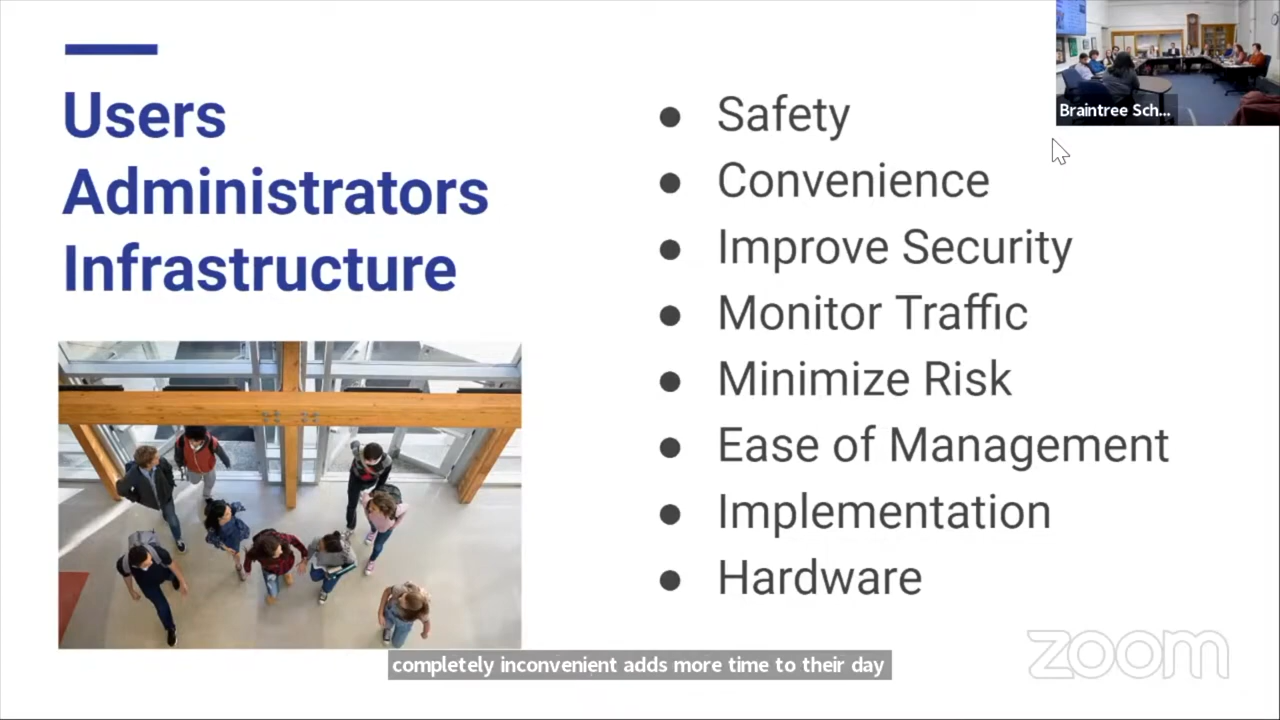 Users
Administrators
Infrastructure
● Safety
● Convenience
● Improve Security
● Monitor Traffic
● Minimize Risk
● Ease of Management
● Implementation
● Hardware
Braintree Sch...
completely inconvenient adds more time to their day
zoom